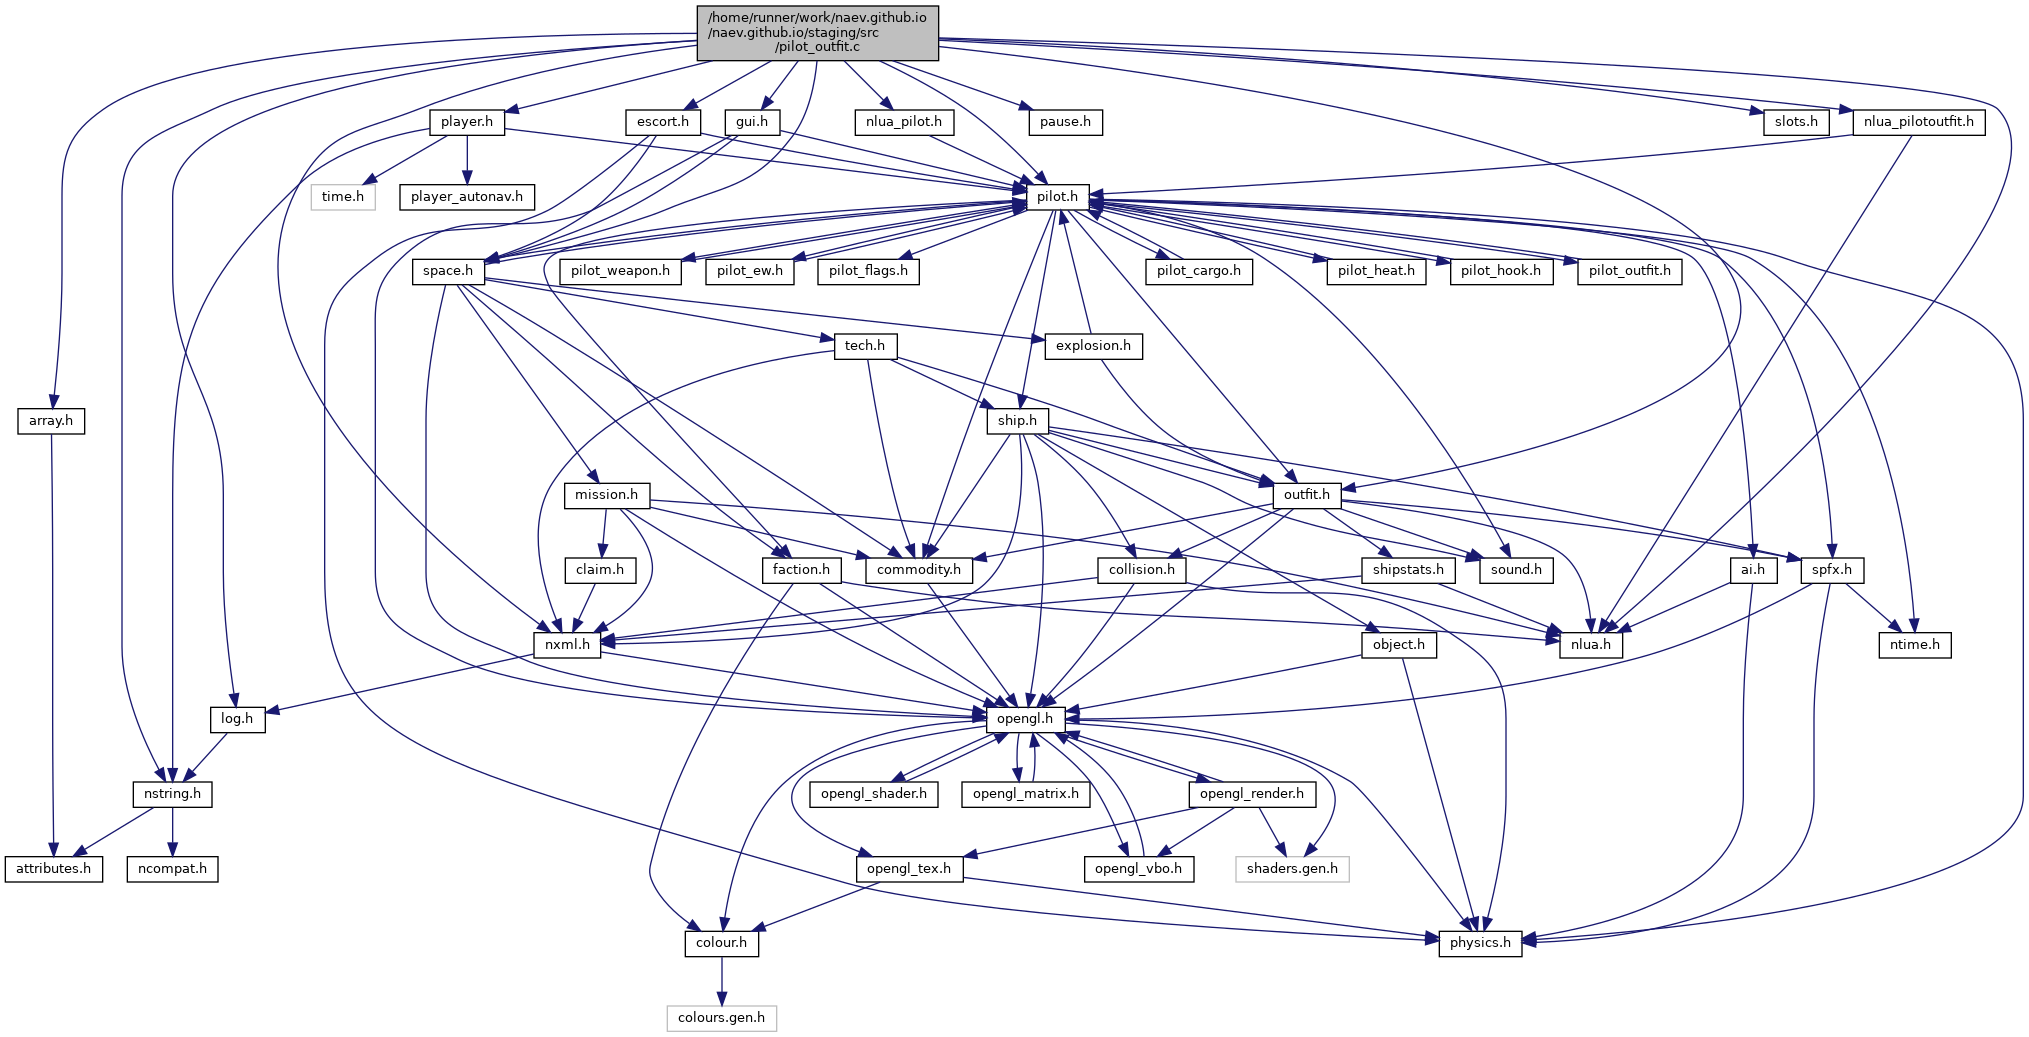 /home/runner/work/naev.github.io
/naev.github.io/staging/src
/pilot_outfit.c
player.h
escort.h
gui.h
nlua_pilot.h
pause.h
slots.h
nlua_pilotoutfit.h
time.h
player_autonav.h
pilot.h
space.h
pilot_weapon.h
pilot_ew.h
pilot_flags.h
pilot_cargo.h
pilot_heat.h
pilot_hook.h
pilot_outfit.h
tech.h
explosion.h
array.h
ship.h
mission.h
outfit.h
claim.h
faction.h
commodity.h
collision.h
shipstats.h
sound.h
ai.h
spfx.h
nxml.h
object.h
nlua.h
ntime.h
log.h
opengl.h
nstring.h
opengl_shader.h
opengl_matrix.h
opengl_render.h
attributes.h
ncompat.h
opengl_tex.h
opengl_vbo.h
shaders.gen.h
colour.h
physics.h
colours.gen.h